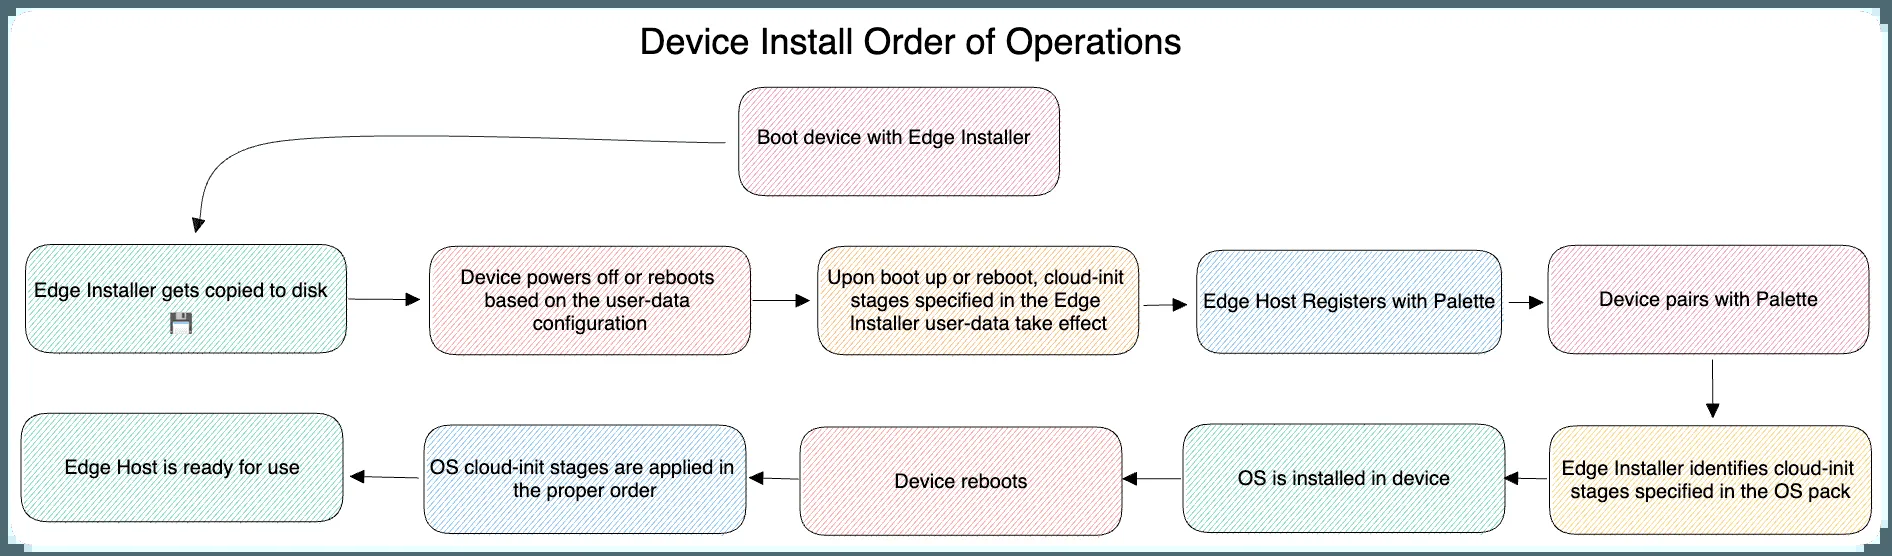 Device Install Order of Operations
Boot device with Edge Installer
Edge Installer gets copied to disk
Device powers off or reboots
based on the user-data
configuration
Upon boot up or reboot, cloud-init
stages specified in the Edge
Installer user-data take effect
Edge Host Registers with Palette
Device pairs with Palette
Edge Installer identifies cloud-init
stages specified in the OS pack
OS is installed in device
Device reboots
OS cloud-init stages are applied in
the proper order
Edge Host is ready for use